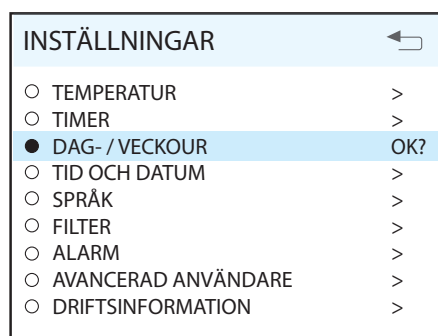 INSTÄLLNINGAR
TEMPERATUR >
TIMER >
DAG- / VECKOUR OK?
TID OCH DATUM >
SPRÅK >
FILTER >
ALARM >
AVANCERAD ANVÄNDARE >
DRIFTSINFORMATION >